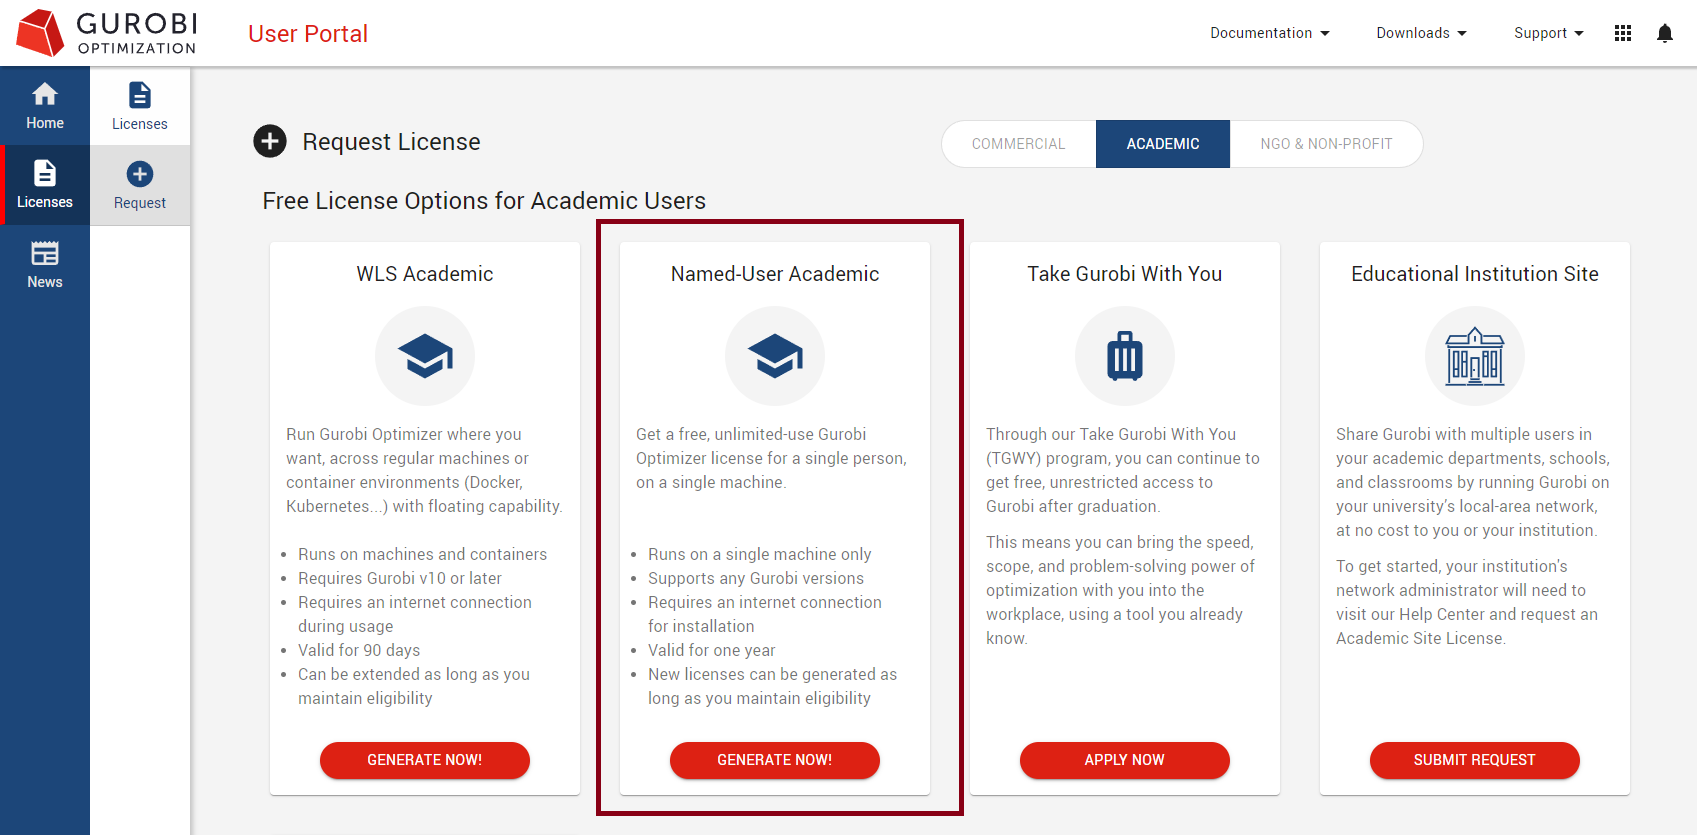 GUROBI
OPTIMIZATION
User Portal
Documentation
Downloads
Support
Home
Licenses
News
Licenses
Request
Request License
COMMERCIAL
ACADEMIC
NGO & NON-PROFIT
Free License Options for Academic Users
WLS Academic
Run Gurobi Optimizer where you
want, across regular machines or
container environments (Docker,
Kubernetes...) with floating capability.
• Runs on machines and containers
• Requires Gurobi v10 or later
• Requires an internet connection
during usage
• Valid for 90 days
• Can be extended as long as you
maintain eligibility
GENERATE NOW!
Named-User Academic
Get a free, unlimited-use Gurobi
Optimizer license for a single person,
on a single machine.
• Runs on a single machine only
• Supports any Gurobi versions
• Requires an internet connection
for installation
• Valid for one year
• New licenses can be generated as
long as you maintain eligibility
GENERATE NOW!
Take Gurobi With You
Through our Take Gurobi With You
(TGWY) program, you can continue to
get free, unrestricted access to
Gurobi after graduation.
This means you can bring the speed,
scope, and problem-solving power of
optimization with you into the
workplace, using a tool you already
know.
APPLY NOW
Educational Institution Site
Share Gurobi with multiple users in
your academic departments, schools,
and classrooms by running Gurobi on
your university’s local-area network,
at no cost to you or your institution.
To get started, your institution's
network administrator will need to
visit our Help Center and request an
Academic Site License.
SUBMIT REQUEST